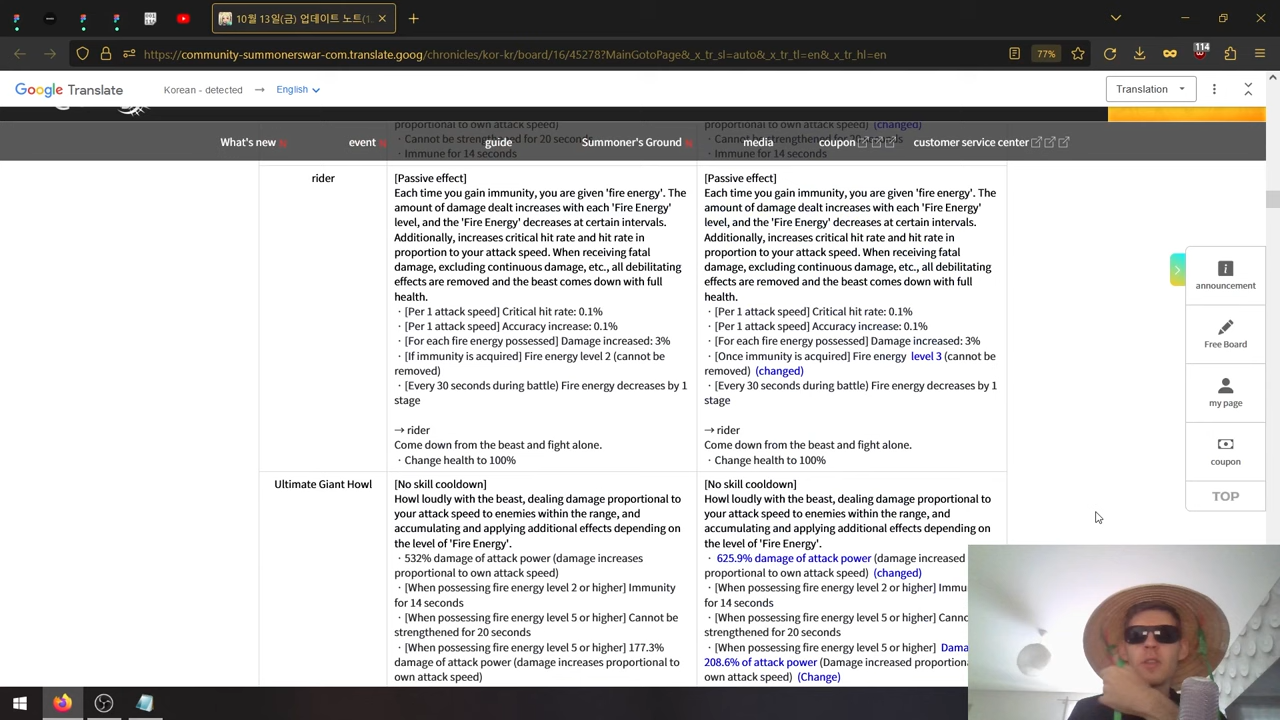 10월 13일(금) 업데이트 노트(1
https://community-summonerswar-com.translate.goog/chronicles/kor-kr/board/16/45278?MainGotoPage&_x_tr_sl=auto&_x_tr_tl=en&_x_tr_hl=en
77%
114
Google Translate
Korean - detected
→
English
Translation
proportional to own attack speed)
proportional to own attack speed) (changed)
· Cannot be strengthened for 20 seconds
· Cannot be strengthened for 20 seconds
What's new
event
guide
Summoner's Ground
media
coupon
customer service center
· Immune for 14 seconds
· Immune for 14 seconds
rider
[Passive effect]
Each time you gain immunity, you are given 'fire energy'. The
amount of damage dealt increases with each 'Fire Energy'
level, and the 'Fire Energy' decreases at certain intervals.
Additionally, increases critical hit rate and hit rate in
proportion to your attack speed. When receiving fatal
damage, excluding continuous damage, etc., all debilitating
effects are removed and the beast comes down with full
health.
· [Per 1 attack speed] Critical hit rate: 0.1%
· [Per 1 attack speed] Accuracy increase: 0.1%
· [For each fire energy possessed] Damage increased: 3%
· [If immunity is acquired] Fire energy level 2 (cannot be
removed)
· [Every 30 seconds during battle) Fire energy decreases by 1
stage
→ rider
Come down from the beast and fight alone.
· Change health to 100%
[Passive effect]
Each time you gain immunity, you are given 'fire energy'. The
amount of damage dealt increases with each 'Fire Energy'
level, and the 'Fire Energy' decreases at certain intervals.
Additionally, increases critical hit rate and hit rate in
proportion to your attack speed. When receiving fatal
damage, excluding continuous damage, etc., all debilitating
effects are removed and the beast comes down with full
health.
· [Per 1 attack speed] Critical hit rate: 0.1%
· [Per 1 attack speed] Accuracy increase: 0.1%
· [For each fire energy possessed] Damage increased: 3%
· [Once immunity is acquired] Fire energy level 3 (cannot be
removed) (changed)
· [Every 30 seconds during battle) Fire energy decreases by 1
stage
→ rider
Come down from the beast and fight alone.
· Change health to 100%
Ultimate Giant Howl
[No skill cooldown]
Howl loudly with the beast, dealing damage proportional to
your attack speed to enemies within the range, and
accumulating and applying additional effects depending on
the level of 'Fire Energy'.
· 532% damage of attack power (damage increases
proportional to own attack speed)
· [When possessing fire energy level 2 or higher] Immunity
for 14 seconds
· [When possessing fire energy level 5 or higher] Cannot be
strengthened for 20 seconds
· [When possessing fire energy level 5 or higher] 177.3%
damage of attack power (damage increases proportional to
own attack speed)
[No skill cooldown]
Howl loudly with the beast, dealing damage proportional to
your attack speed to enemies within the range, and
accumulating and applying additional effects depending on
the level of 'Fire Energy'.
· 625.9% damage of attack power (damage increased
proportional to own attack speed) (changed)
· [When possessing fire energy level 2 or higher] Immu
for 14 seconds
· [When possessing fire energy level 5 or higher] Cann
strengthened for 20 seconds
· [When possessing fire energy level 5 or higher] Dama
208.6% of attack power (Damage increased proportion
own attack speed) (Change)
announcement
Free Board
my page
coupon
TOP